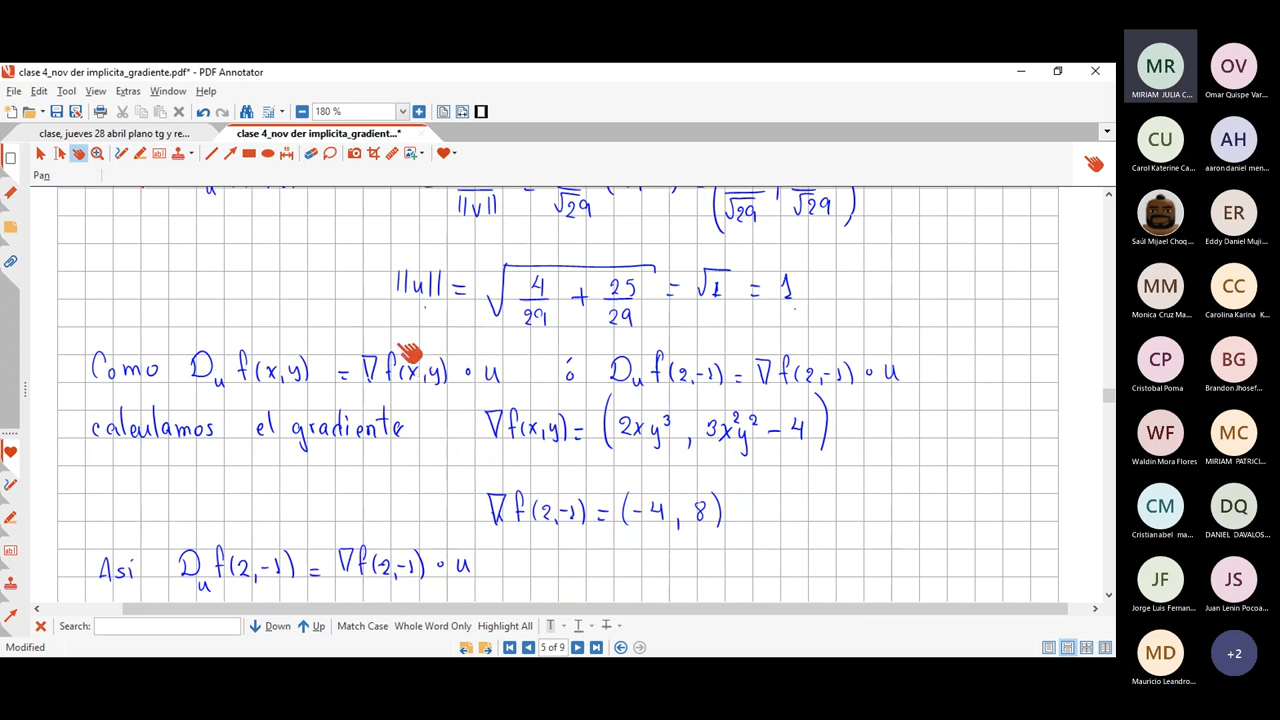 clase 4_nov der implicita_gradiente.pdf* - PDF Annotator
File Edit Tool View Extras Window Help
180 %
clase, jueves 28 abril plano tg y re...
clase 4_nov der implicita_gradient...*
Pan
||v|| √29 √29 √29
||u|| = √(4/29 + 25/29) = √1 = 1
Como D_u f(x,y) = ∇f(x,y) • u ó D_u f(2,-1) = ∇f(2,-1) • u
calculamos el gradiente ∇f(x,y) = (2xy³, 3x²y² - 4)
∇f(2,-1) = (-4, 8)
Asi D_u f(2,-1) = ∇f(2,-1) • u
Search: Down Up Match Case Whole Word Only Highlight All T T T
Modified
5 of 9
MR
MIRIAM JULIA C...
OV
Omar Quispe Var...
CU
Carol Katerine Ca...
AH
aaron daniel men...
Saúl Mijael Choq...
ER
Eddy Daniel Muji...
MM
Monica Cruz Ma...
CC
Carolina Karina K...
CP
Cristobal Poma
BG
Brandon Jhosef...
WF
Waldin Mora Flores
MC
MIRIAM PATRICI...
CM
Cristian abel ma...
DQ
DANIEL DAVALOS...
JF
Jorge Luis Fernan...
JS
Juan Lenin Pocoa...
MD
Mauricio Leandro...
+2